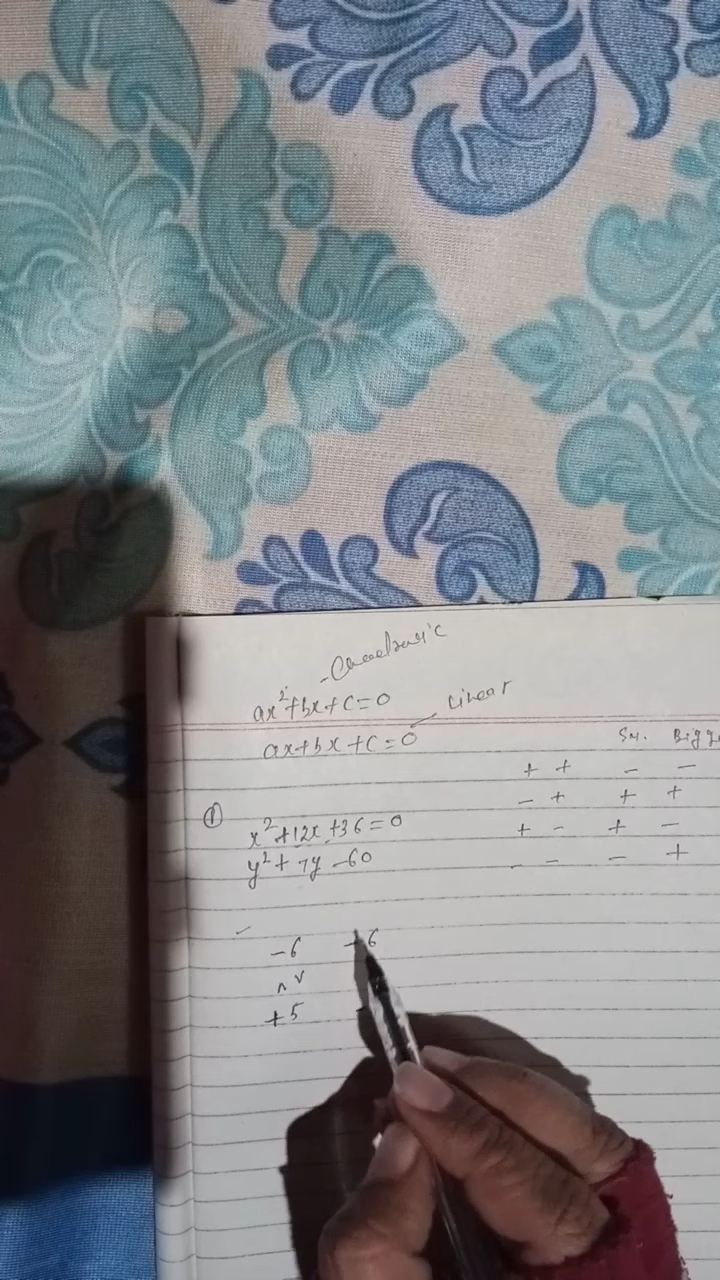 ax²+bx+c=0
ax+bx+c=0 Linear
Sm. Bigg
+ + - -
- + + +
①
x²+12x+36=0 + - + -
y²+7y-60 - - - +
-6 -6
∧∨
+5